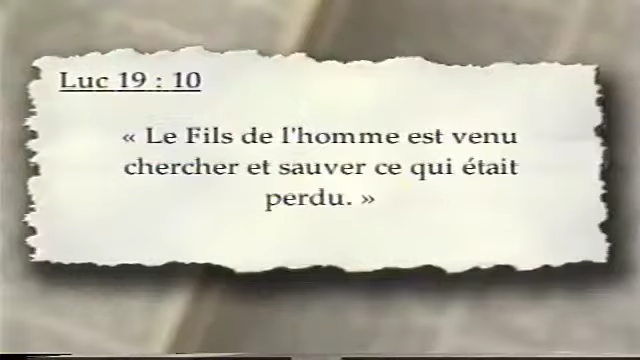 Luc 19 : 10
« Le Fils de l'homme est venu
chercher et sauver ce qui était
perdu. »